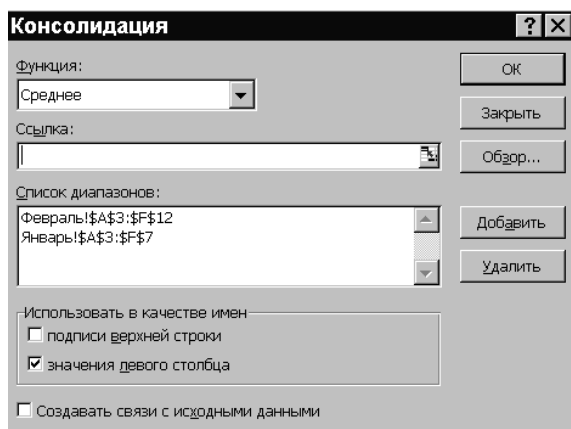 Консолидация
Функция:
ОК
Среднее
Закрыть
Ссылка:
Обзор...
Список диапазонов:
Февраль!$A$3:$F$12
Январь!$A$3:$F$7
Добавить
Удалить
Использовать в качестве имен
подписи верхней строки
значения левого столбца
Создавать связи с исходными данными